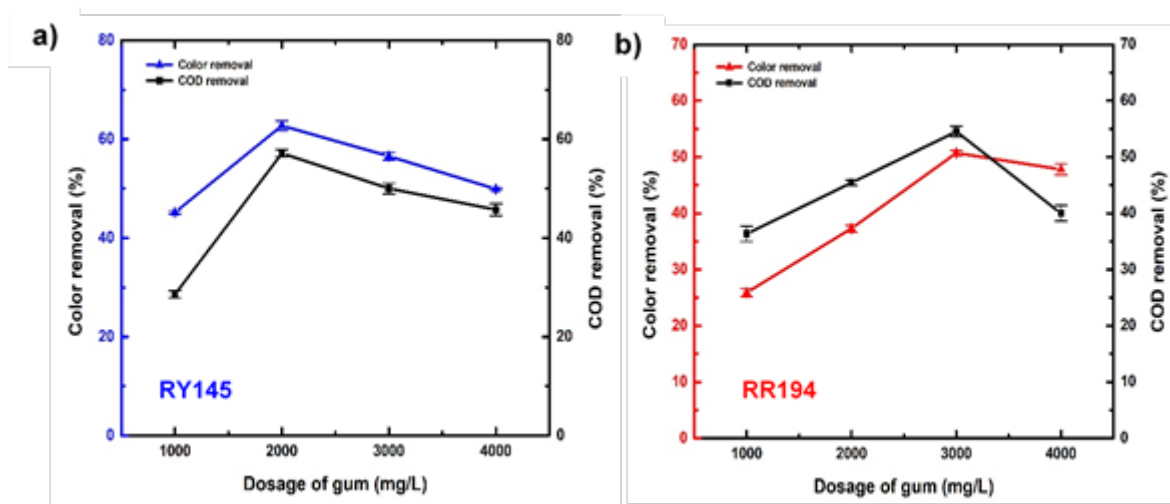 a)
Color removal
COD removal
Color removal (%)
80
60
40
20
0
COD removal (%)
80
60
40
20
0
RY145
1000 2000 3000 4000
Dosage of gum (mg/L)
b)
Color removal
COD removal
Color removal (%)
70
60
50
40
30
20
10
0
COD removal (%)
70
60
50
40
30
20
10
0
RR194
1000 2000 3000 4000
Dosage of gum (mg/L)